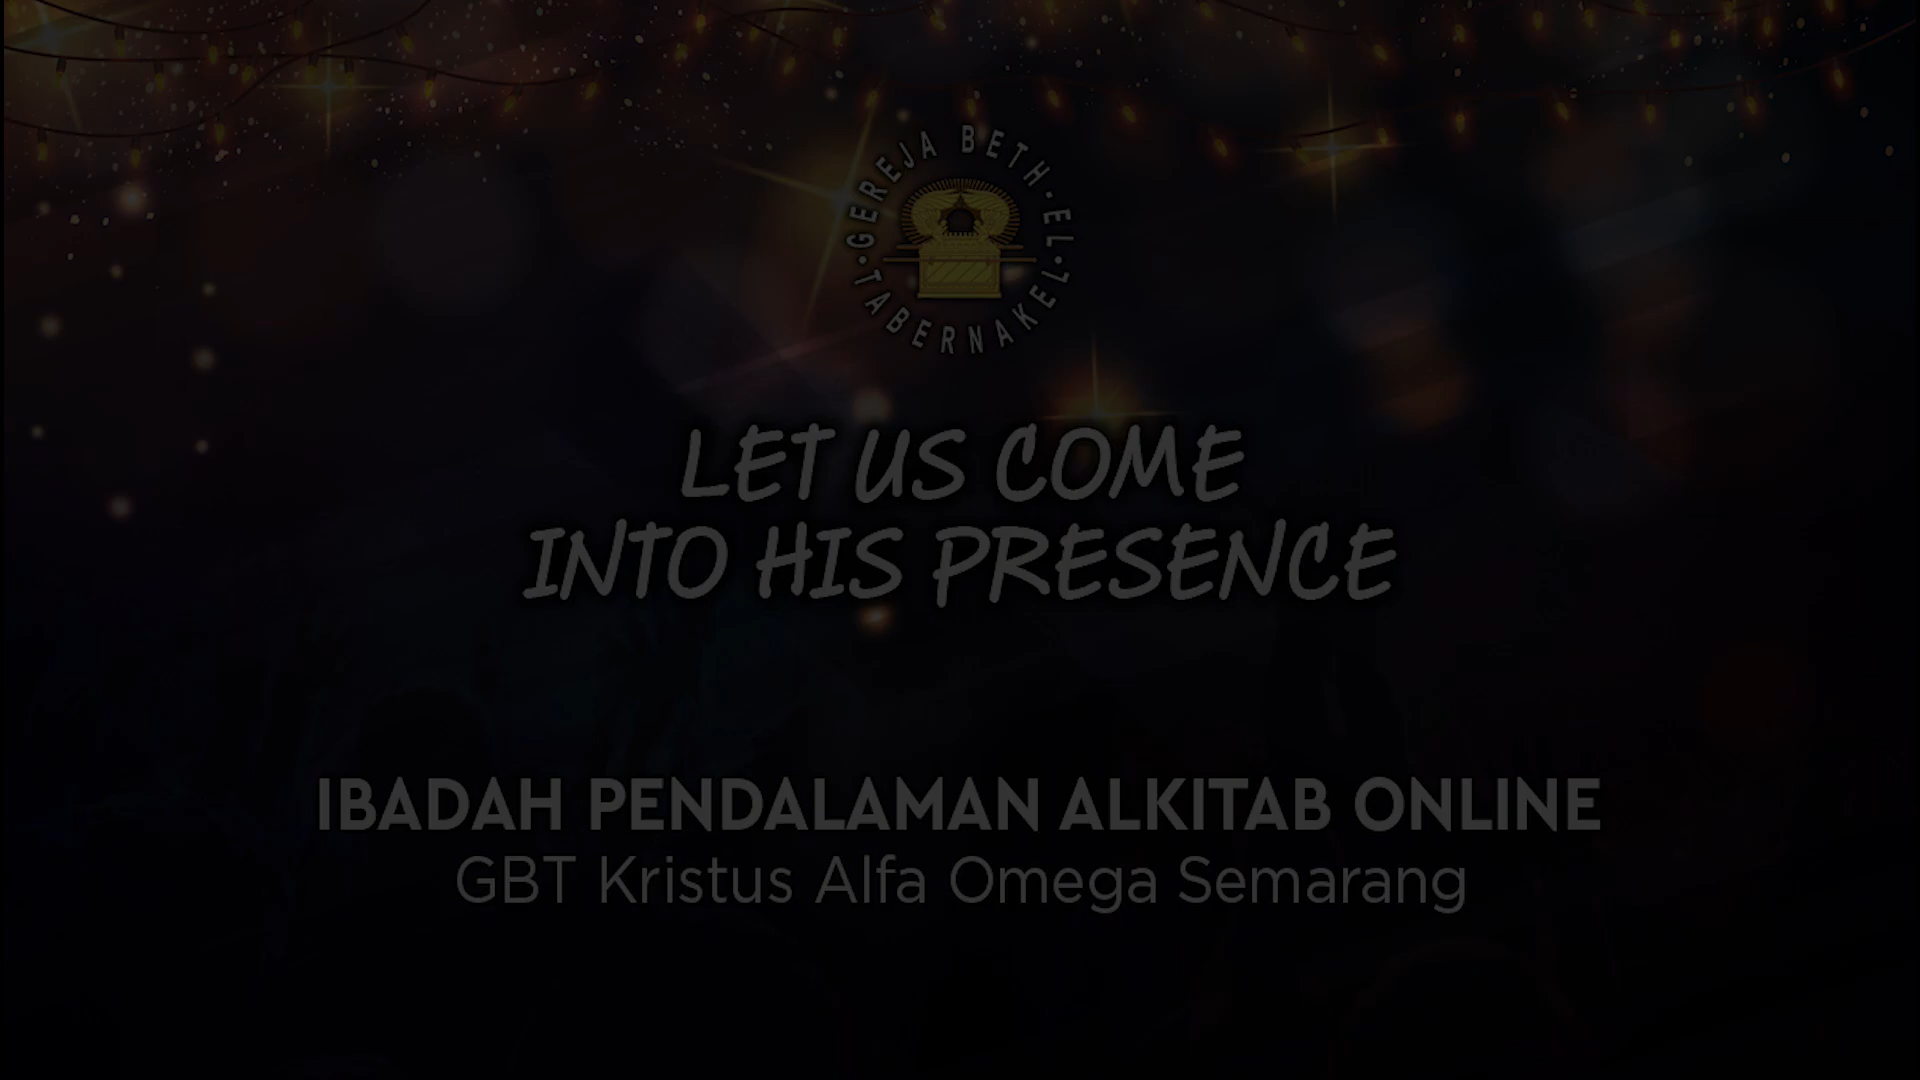 GEREJA BETH·EL·TABERNAKEL·
LET US COME
INTO HIS PRESENCE
IBADAH PENDALAMAN ALKITAB ONLINE
GBT Kristus Alfa Omega Semarang